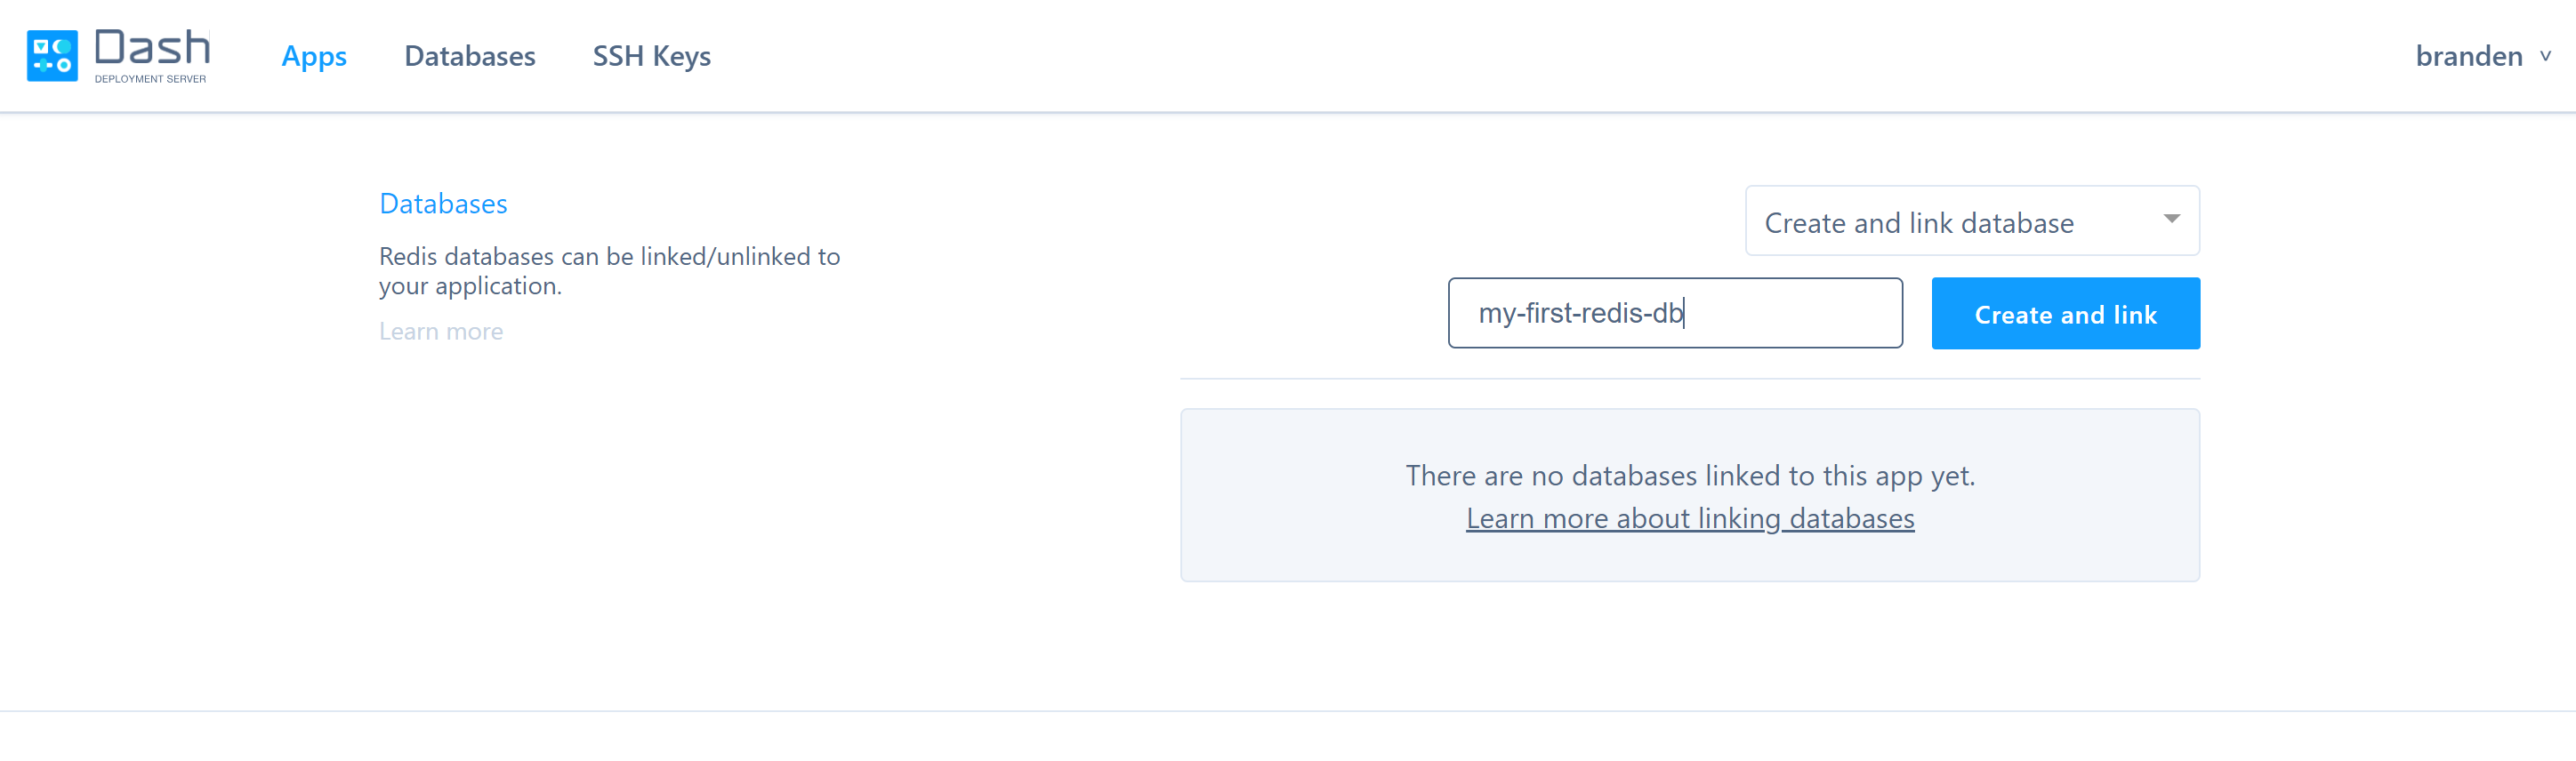 Dash
DEPLOYMENT SERVER
Apps
Databases
SSH Keys
branden
Databases
Redis databases can be linked/unlinked to
your application.
Learn more
Create and link database
my-first-redis-db
Create and link
There are no databases linked to this app yet.
Learn more about linking databases